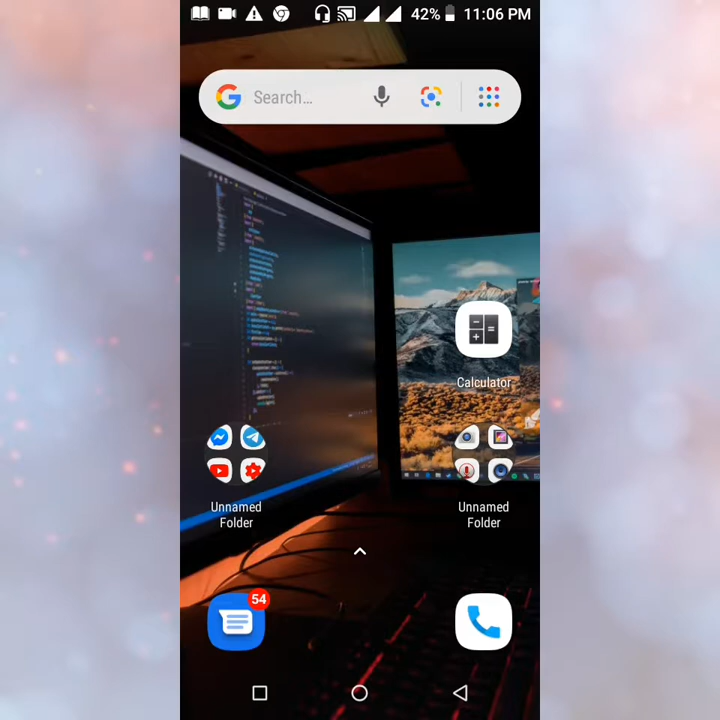 42% 11:06 PM
Search...
Calculator
Unnamed
Folder
Unnamed
Folder
54